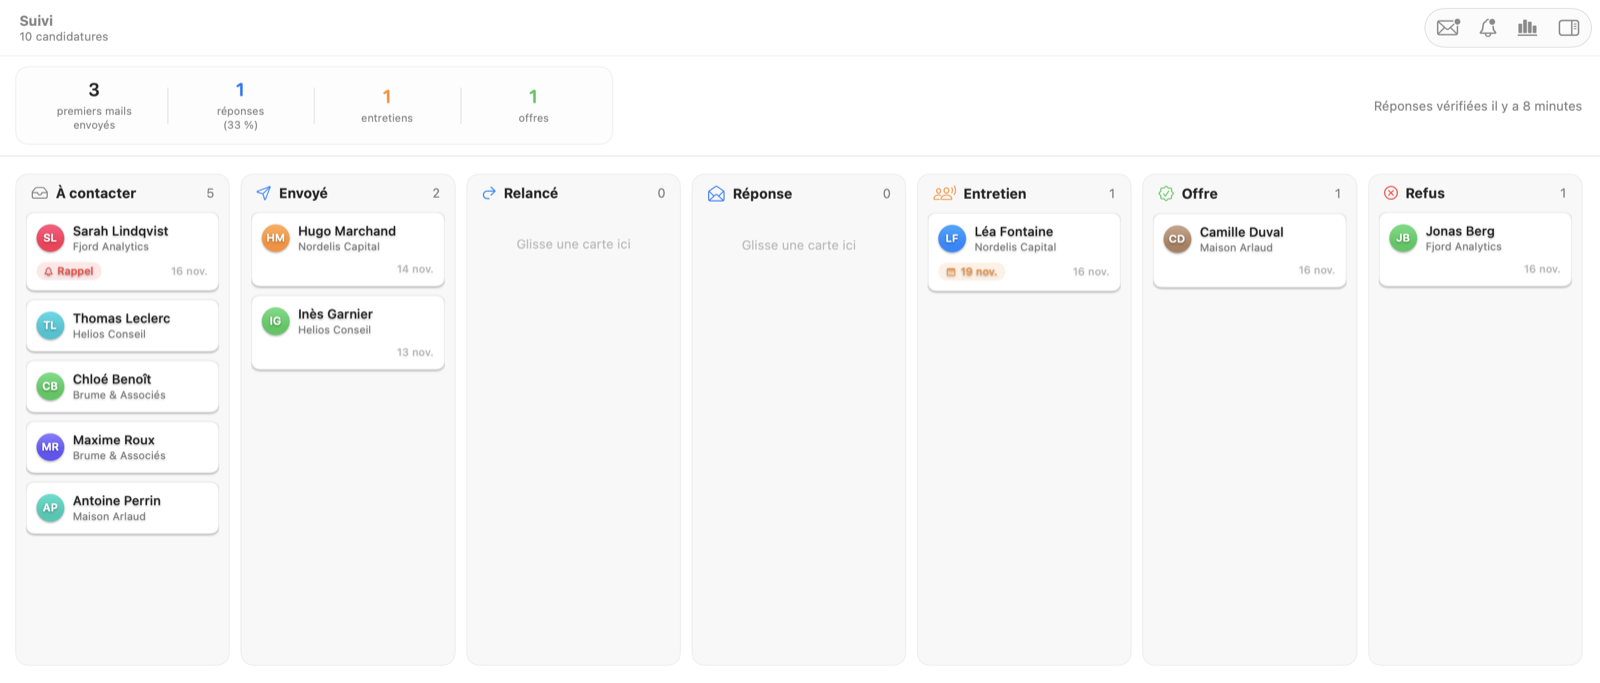 Suivi
10 candidatures
3
premiers mails
envoyés
1
réponses
(33 %)
1
entretiens
1
offres
Réponses vérifiées il y a 8 minutes
À contacter 5
SL Sarah Lindqvist
Fjord Analytics
Rappel 16 nov.
TL Thomas Leclerc
Helios Conseil
CB Chloé Benoît
Brume & Associés
MR Maxime Roux
Brume & Associés
AP Antoine Perrin
Maison Arlaud
Envoyé 2
HM Hugo Marchand
Nordelis Capital
14 nov.
IG Inès Garnier
Helios Conseil
13 nov.
Relancé 0
Glisse une carte ici
Réponse 0
Glisse une carte ici
Entretien 1
LF Léa Fontaine
Nordelis Capital
19 nov. 16 nov.
Offre 1
CD Camille Duval
Maison Arlaud
16 nov.
Refus 1
JB Jonas Berg
Fjord Analytics
16 nov.